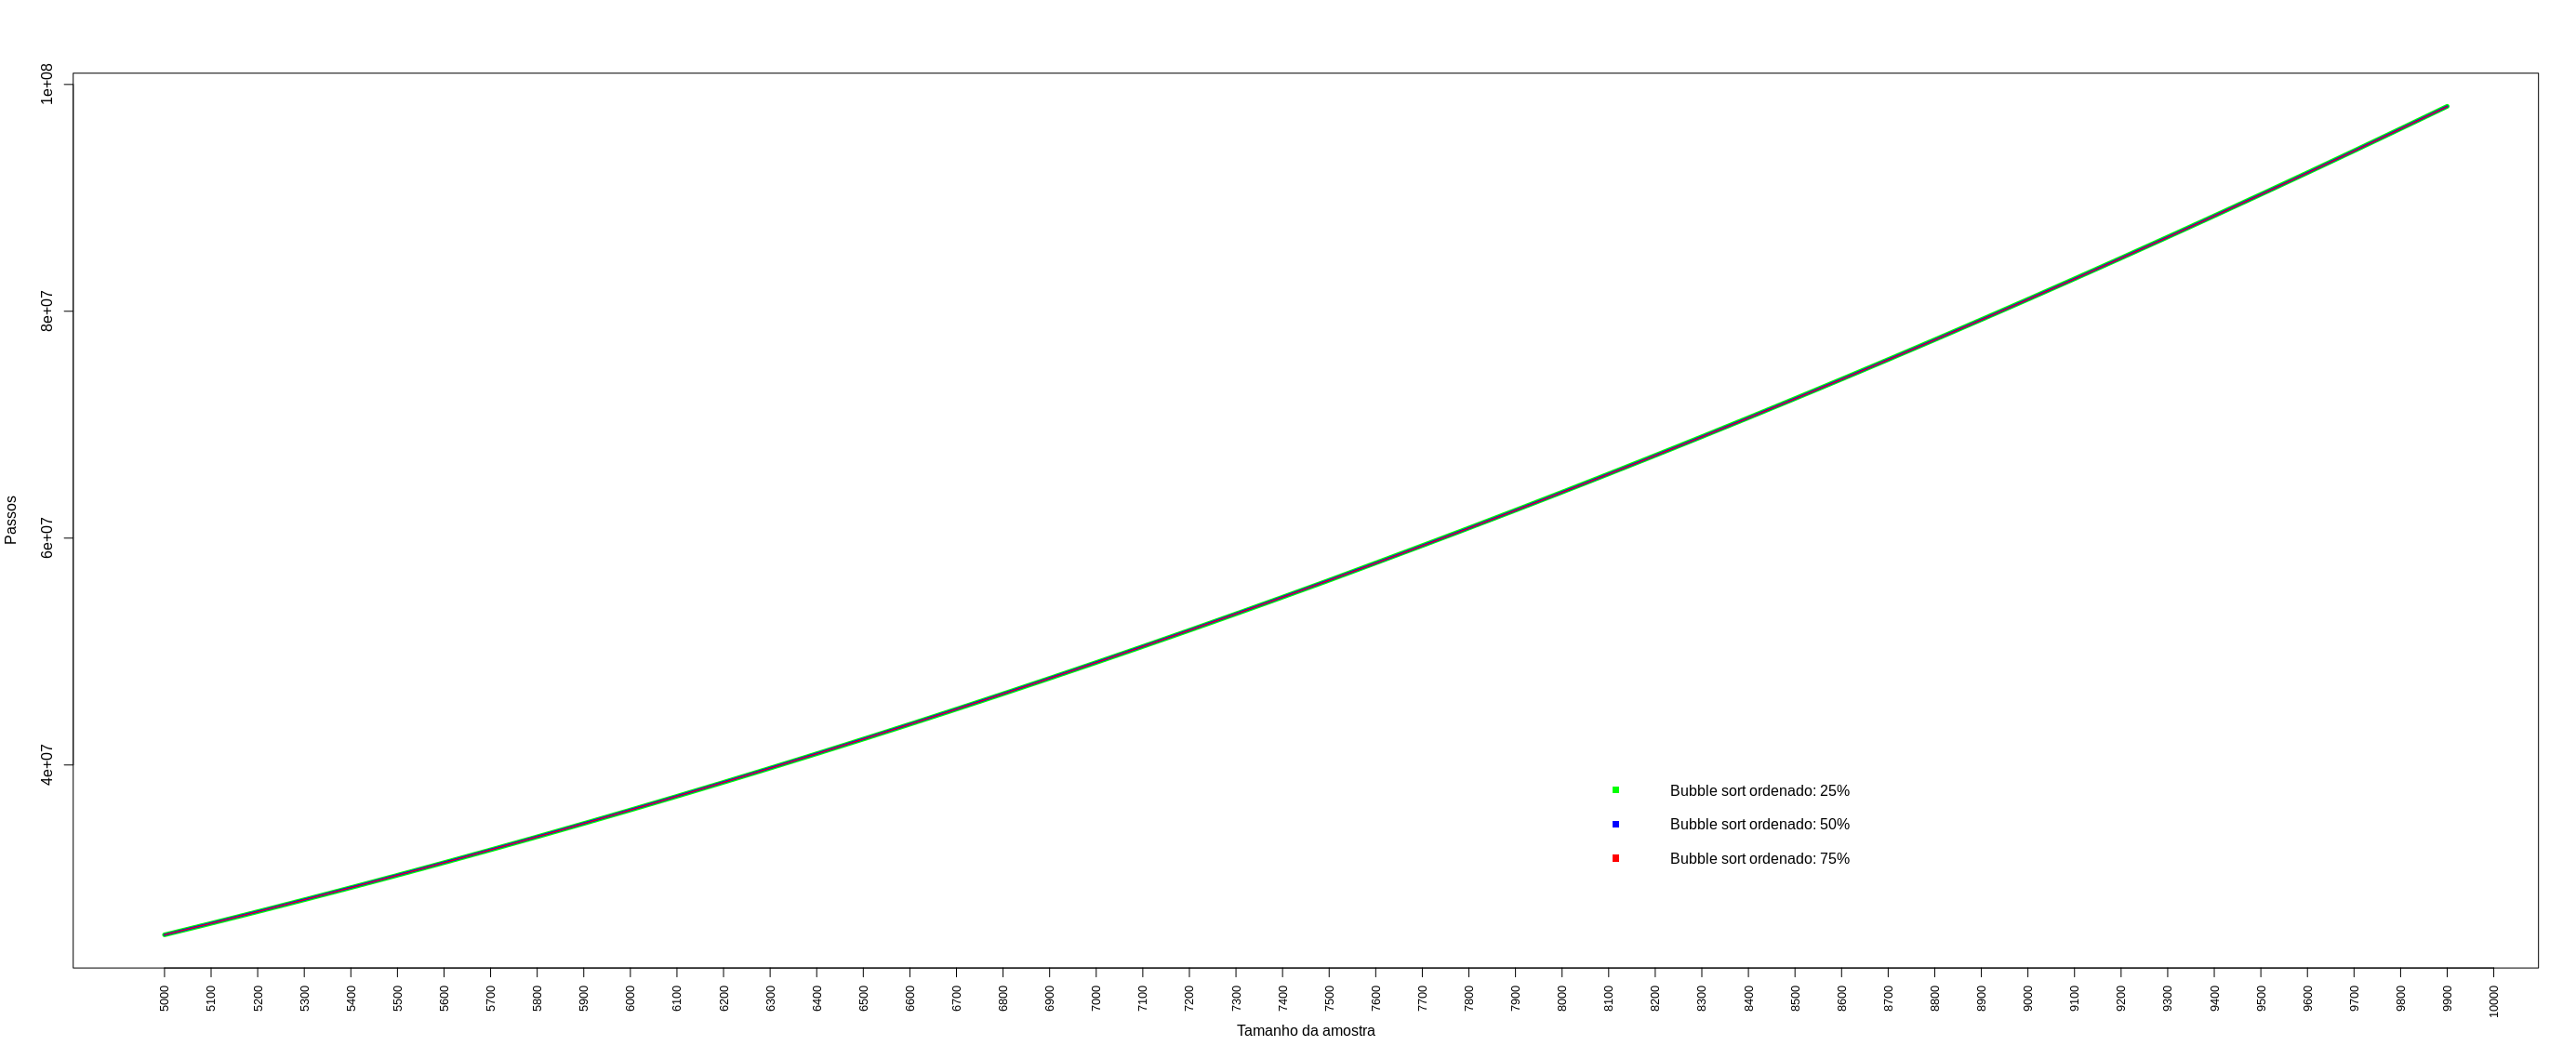 1e+08
8e+07
6e+07
4e+07
Passos
Bubble sort ordenado: 25%
Bubble sort ordenado: 50%
Bubble sort ordenado: 75%
5000 5100 5200 5300 5400 5500 5600 5700 5800 5900 6000 6100 6200 6300 6400 6500 6600 6700 6800 6900 7000 7100 7200 7300 7400 7500 7600 7700 7800 7900 8000 8100 8200 8300 8400 8500 8600 8700 8800 8900 9000 9100 9200 9300 9400 9500 9600 9700 9800 9900 10000
Tamanho da amostra